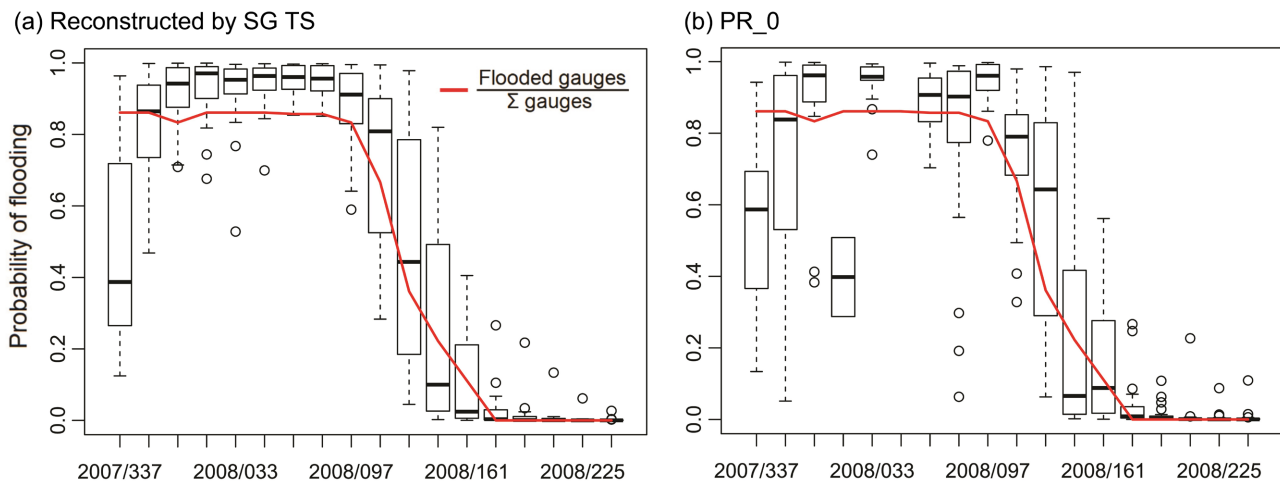 (a) Reconstructed by SG TS
(b) PR_0
Probability of flooding
1.0
0.8
0.6
0.4
0.2
0.0
Flooded gauges
Σ gauges
2007/337 2008/033 2008/097 2008/161 2008/225
1.0
0.8
0.6
0.4
0.2
0.0
2007/337 2008/033 2008/097 2008/161 2008/225